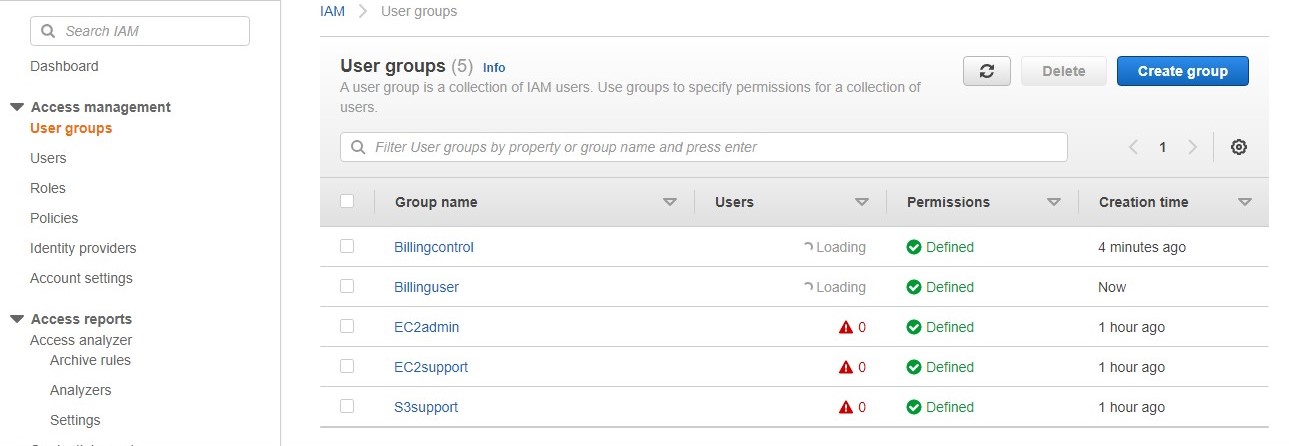 Search IAM
Dashboard
Access management
User groups
Users
Roles
Policies
Identity providers
Account settings
Access reports
Access analyzer
Archive rules
Analyzers
Settings
IAM > User groups
User groups (5) Info
A user group is a collection of IAM users. Use groups to specify permissions for a collection of
users.
Delete
Create group
Filter User groups by property or group name and press enter
1
Group name Users Permissions Creation time
Billingcontrol Loading Defined 4 minutes ago
Billinguser Loading Defined Now
EC2admin 0 Defined 1 hour ago
EC2support 0 Defined 1 hour ago
S3support 0 Defined 1 hour ago